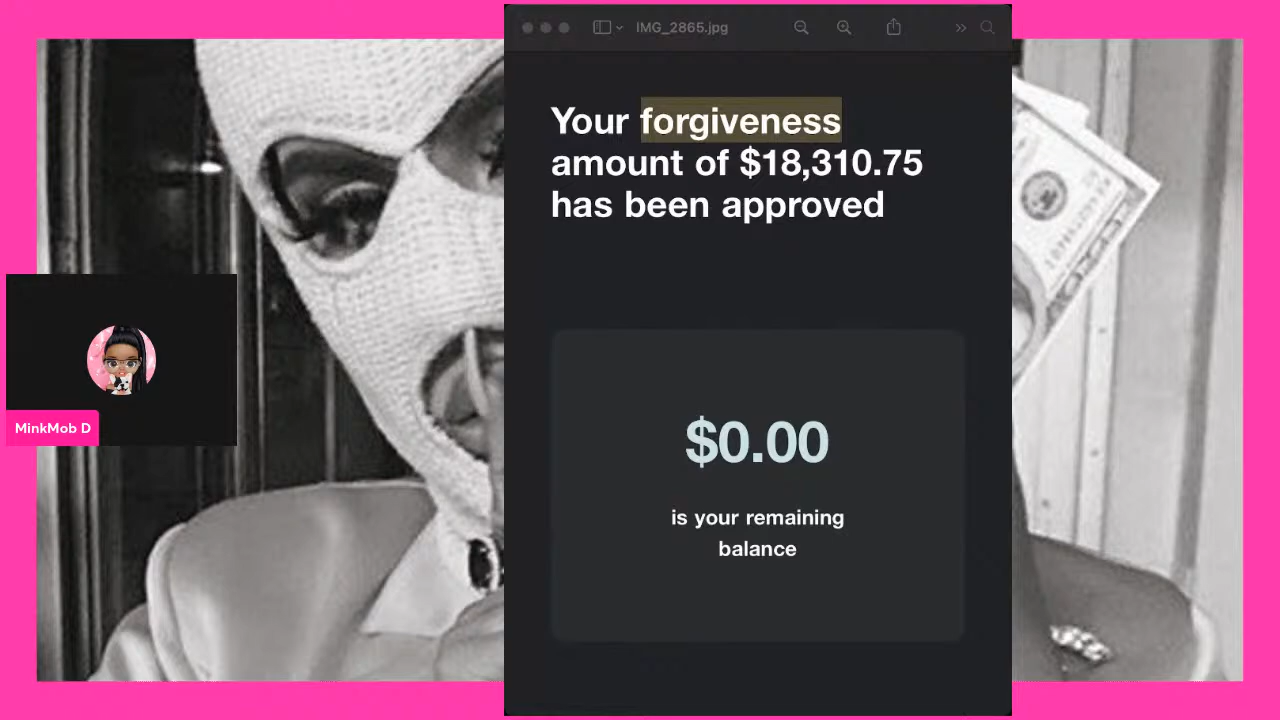 IMG_2865.jpg
Your forgiveness
amount of $18,310.75
has been approved
$0.00
is your remaining
balance
MinkMob D